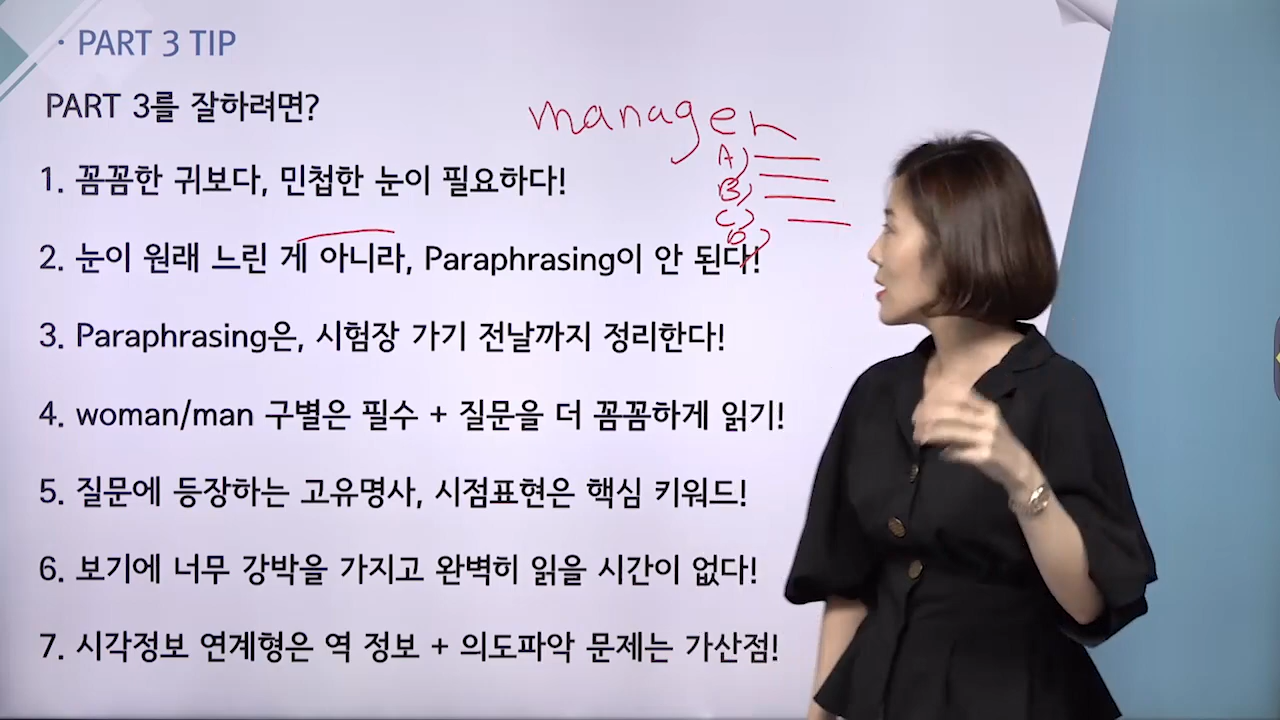 · PART 3 TIP
PART 3를 잘하려면?
manager
A)
B)
C)
D)
1. 꼼꼼한 귀보다, 민첩한 눈이 필요하다!
2. 눈이 원래 느린 게 아니라, Paraphrasing이 안 된다!
3. Paraphrasing은, 시험장 가기 전날까지 정리한다!
4. woman/man 구별은 필수 + 질문을 더 꼼꼼하게 읽기!
5. 질문에 등장하는 고유명사, 시점표현은 핵심 키워드!
6. 보기에 너무 강박을 가지고 완벽히 읽을 시간이 없다!
7. 시각정보 연계형은 역 정보 + 의도파악 문제는 가산점!